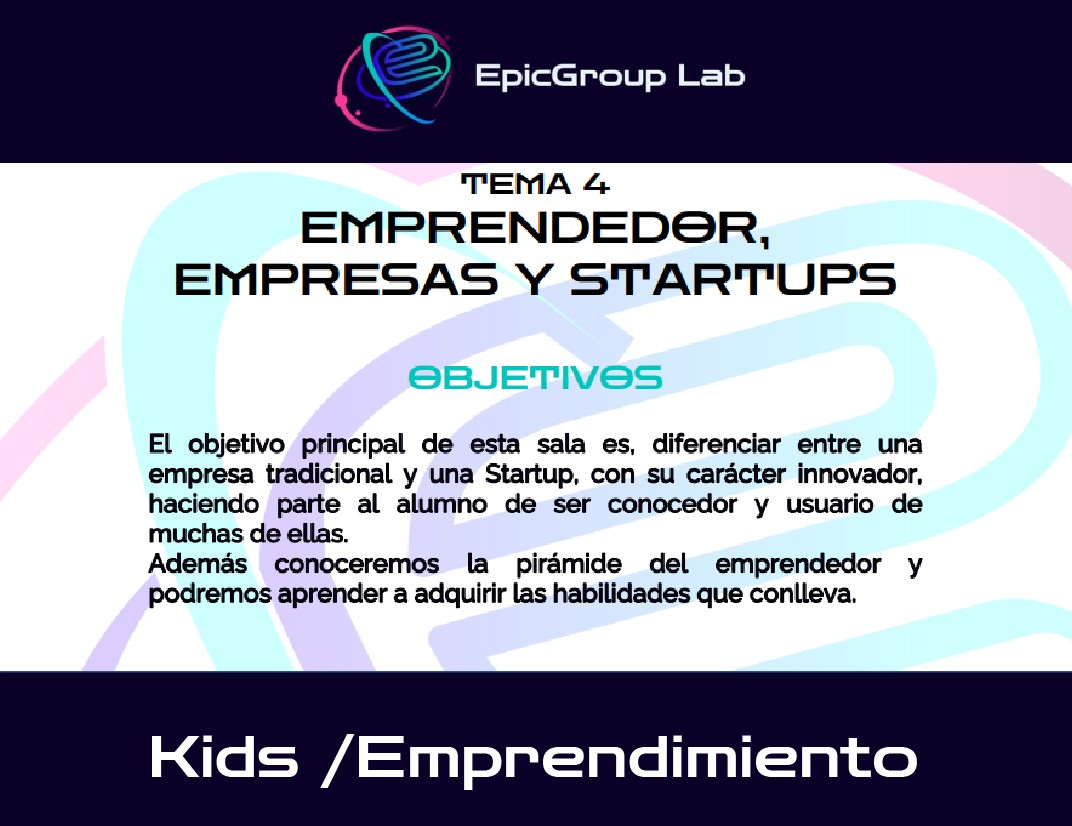 EpicGroup Lab
TEMA 4
EMPRENDEDOR,
EMPRESAS Y STARTUPS
OBJETIVOS
El objetivo principal de esta sala es, diferenciar entre una
empresa tradicional y una Startup, con su carácter innovador,
haciendo parte al alumno de ser conocedor y usuario de
muchas de ellas.
Además conoceremos la pirámide del emprendedor y
podremos aprender a adquirir las habilidades que conlleva.
Kids /Emprendimiento